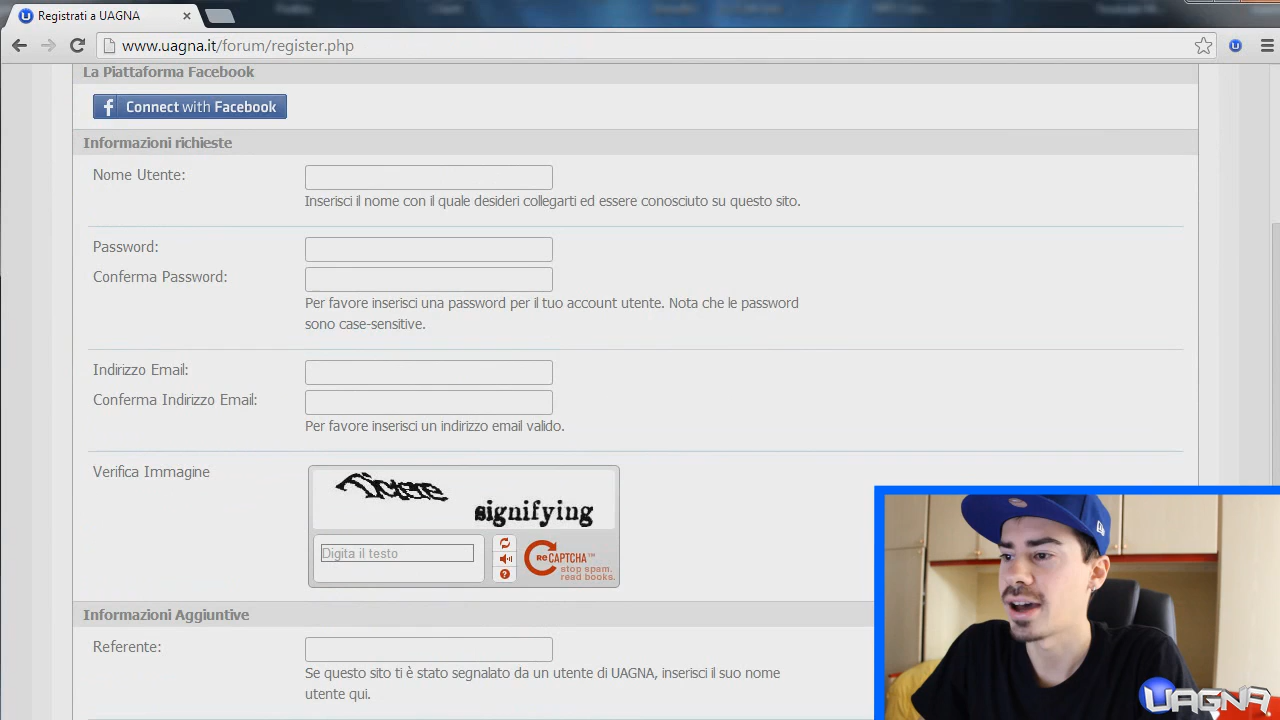 Registrati a UAGNA
www.uagna.it/forum/register.php
La Piattaforma Facebook
Connect with Facebook
Informazioni richieste
Nome Utente:
Inserisci il nome con il quale desideri collegarti ed essere conosciuto su questo sito.
Password:
Conferma Password:
Per favore inserisci una password per il tuo account utente. Nota che le password
sono case-sensitive.
Indirizzo Email:
Conferma Indirizzo Email:
Per favore inserisci un indirizzo email valido.
Verifica Immagine
signifying
Digita il testo
reCAPTCHA™
stop spam.
read books.
Informazioni Aggiuntive
Referente:
Se questo sito ti è stato segnalato da un utente di UAGNA, inserisci il suo nome
utente qui.
UAGNA